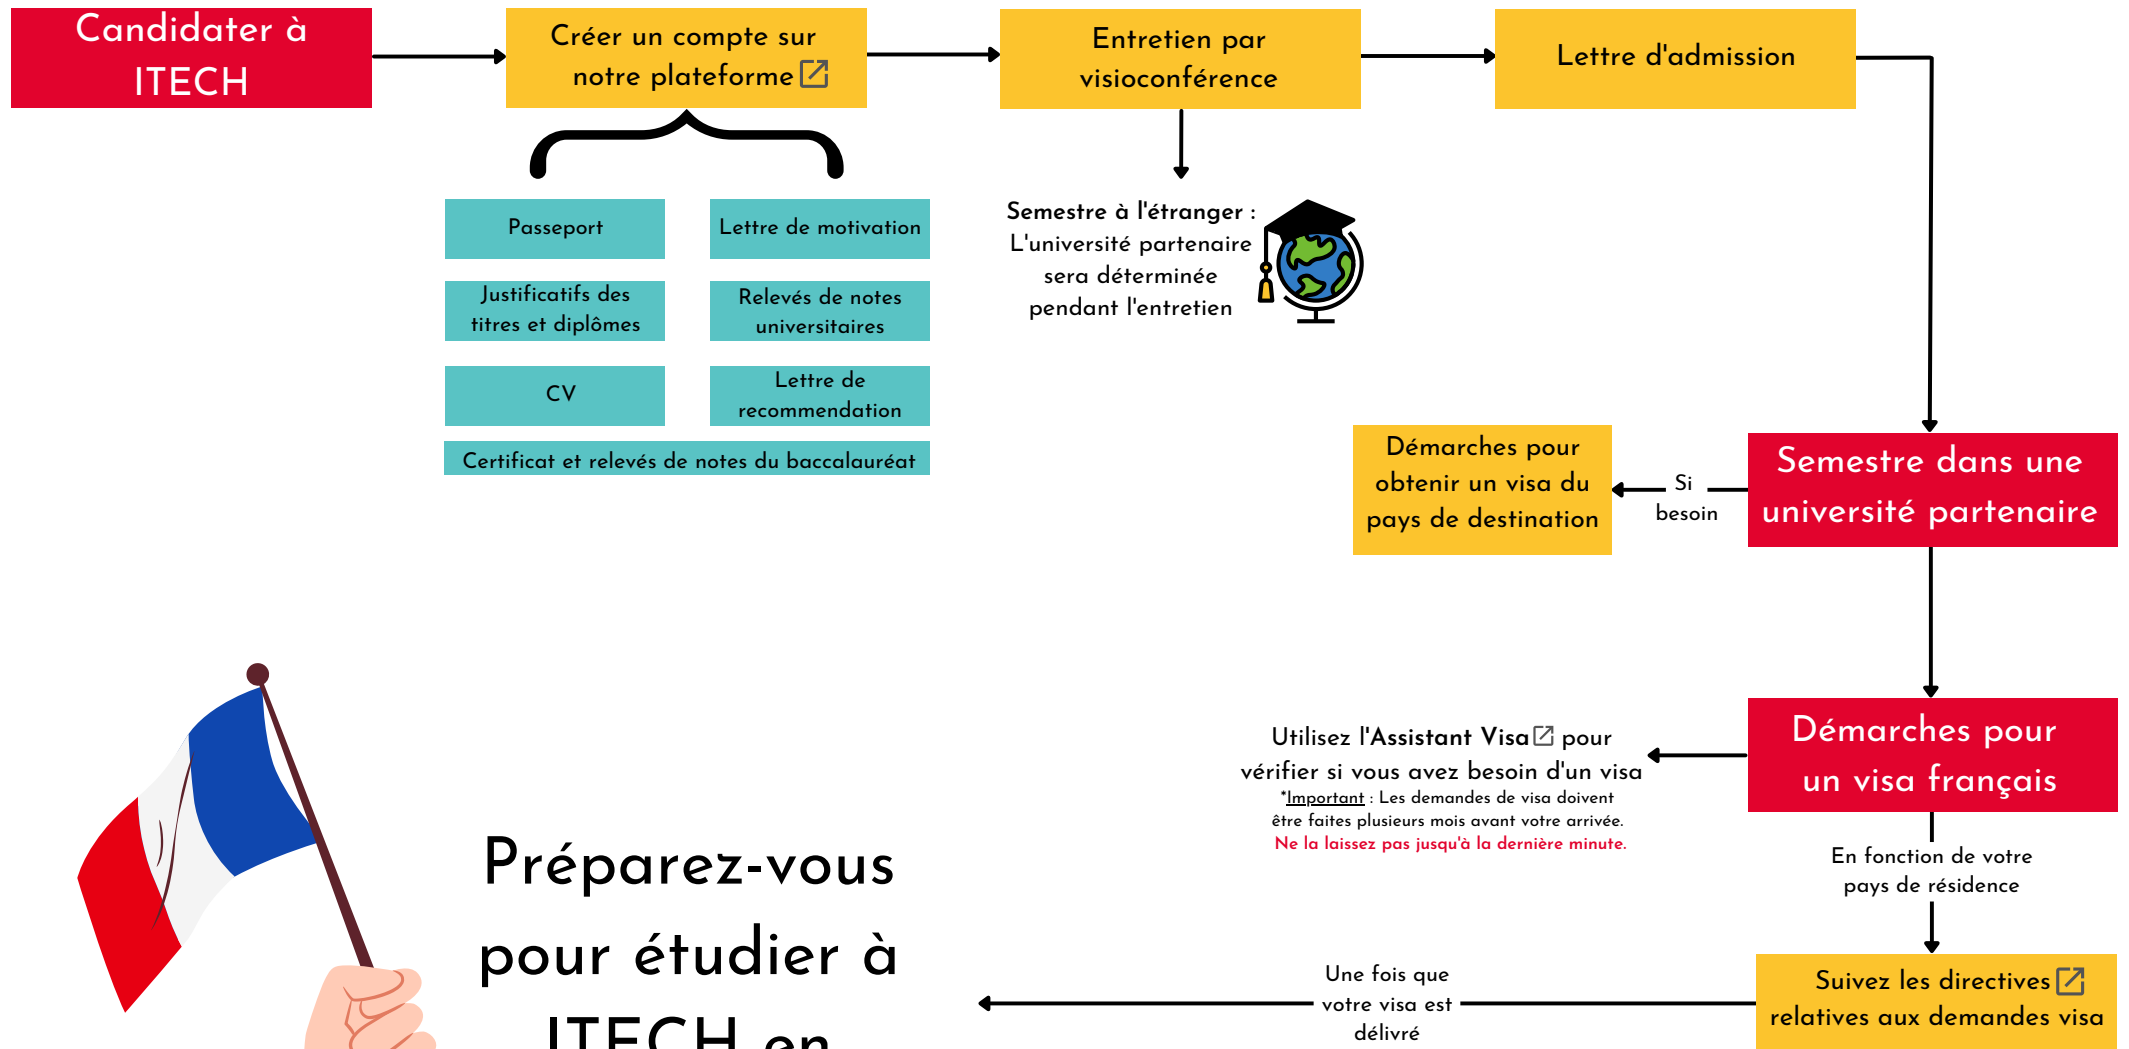 Candidater à
ITECH
Créer un compte sur
notre plateforme
Entretien par
visioconférence
Lettre d'admission
Passeport
Lettre de motivation
Justificatifs des
titres et diplômes
Relevés de notes
universitaires
CV
Lettre de
recommendation
Certificat et relevés de notes du baccalauréat
Semestre à l'étranger :
L'université partenaire
sera déterminée
pendant l'entretien
Semestre dans une
université partenaire
Si
besoin
Démarches pour
obtenir un visa du
pays de destination
Démarches pour
un visa français
Utilisez l'Assistant Visa pour
vérifier si vous avez besoin d'un visa
*Important : Les demandes de visa doivent
être faites plusieurs mois avant votre arrivée.
Ne la laissez pas jusqu'à la dernière minute.
En fonction de votre
pays de résidence
Suivez les directives
relatives aux demandes visa
Une fois que
votre visa est
délivré
Préparez-vous
pour étudier à
ITECH en